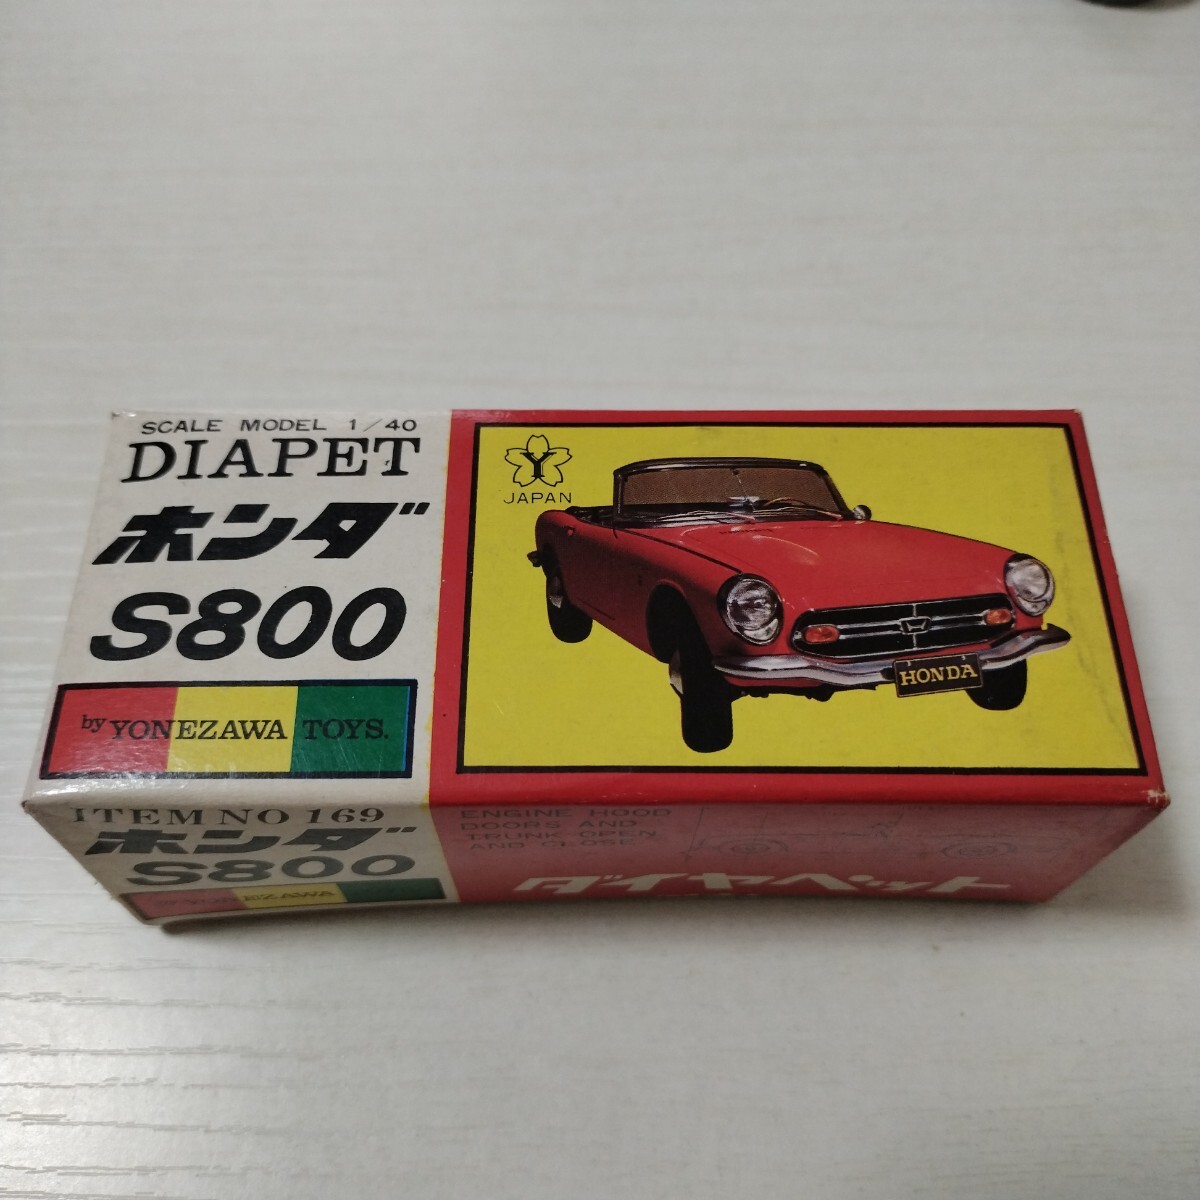 SCALE MODEL 1/40
DIAPET
ホンダ
S800
by YONEZAWA TOYS.
Y
JAPAN
HONDA
ITEM NO 169
ホンダ
S800
YONEZAWA
ENGINE HOOD
DOORS AND
TRUNK OPEN
AND CLOSE
ダイヤペット